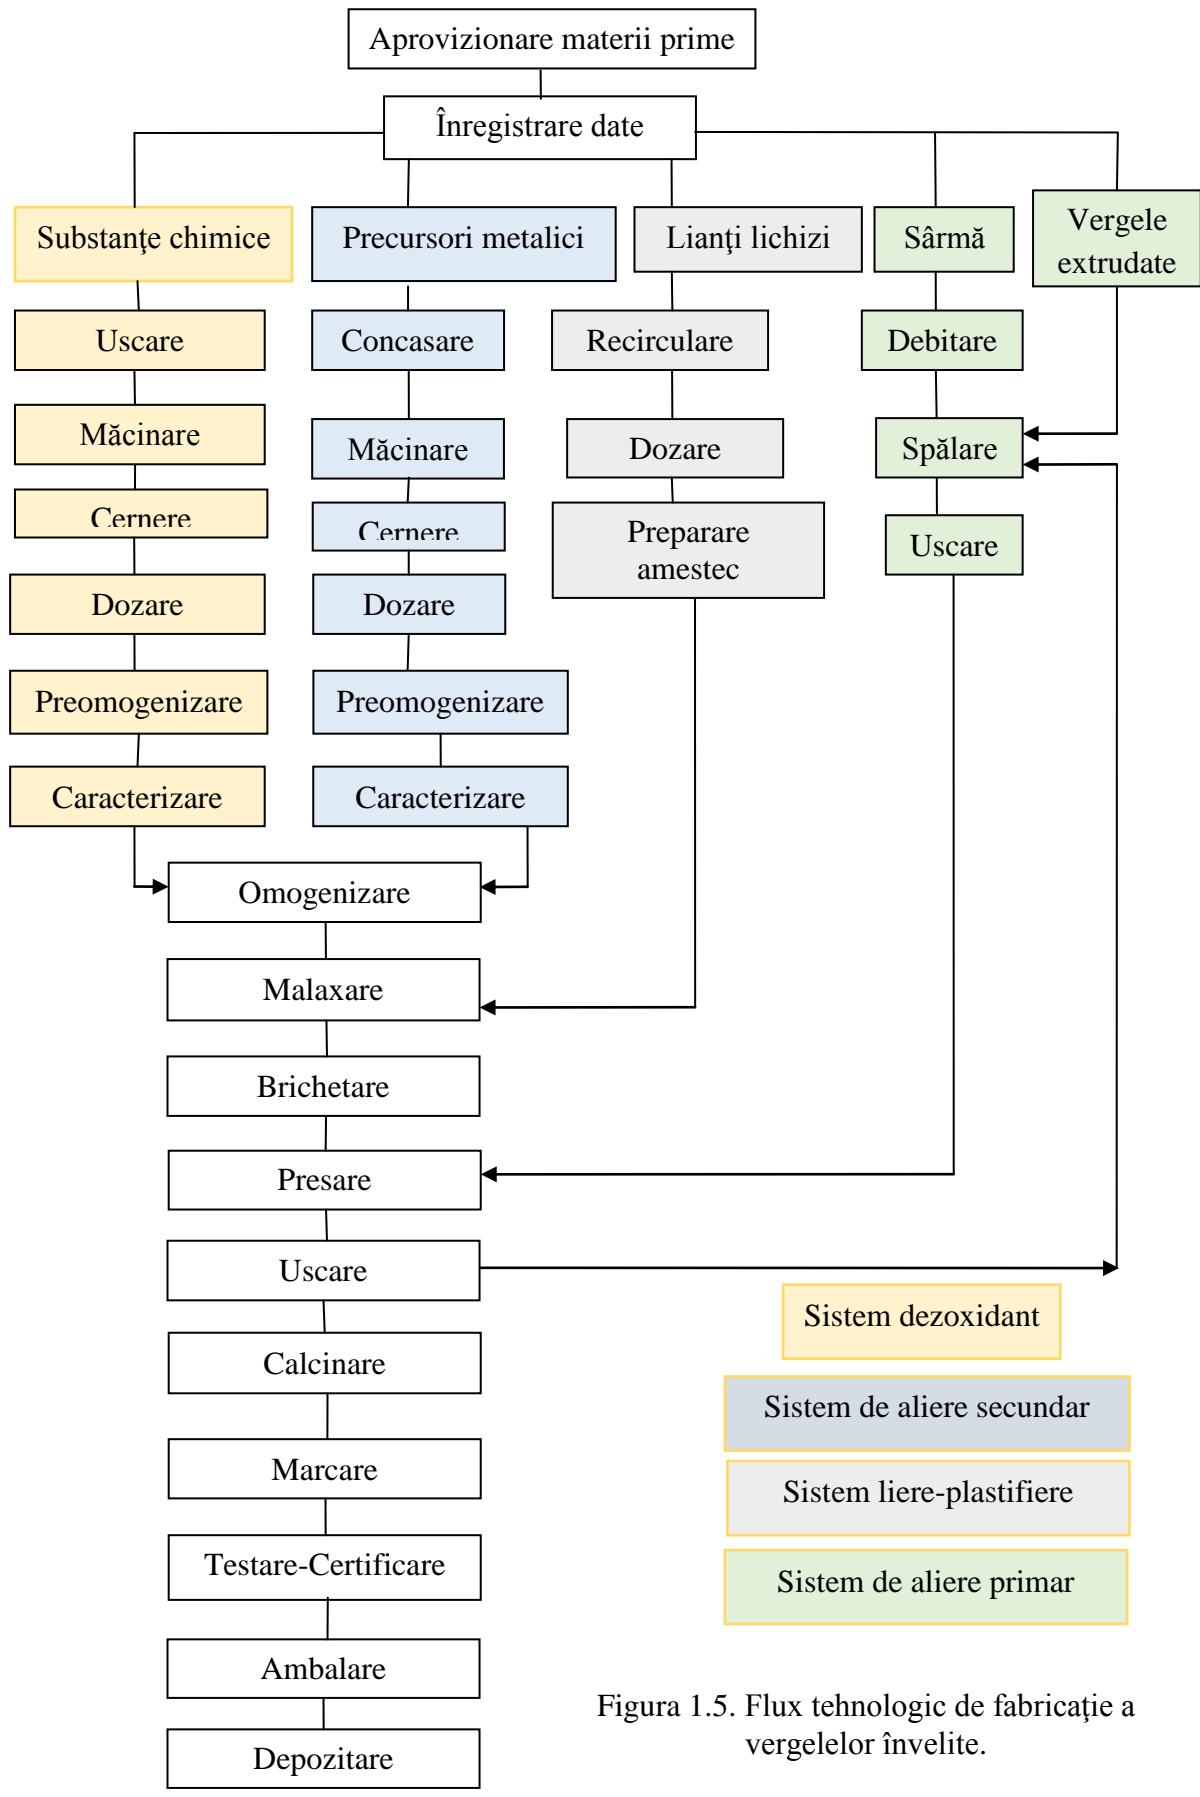 Aprovizionare materii prime
Înregistrare date
Substanţe chimice
Precursori metalici
Lianţi lichizi
Sârmă
Vergele
extrudate
Uscare
Concasare
Recirculare
Debitare
Măcinare
Măcinare
Dozare
Spălare
Cernere
Cernere
Preparare
amestec
Uscare
Dozare
Dozare
Preomogenizare
Preomogenizare
Caracterizare
Caracterizare
Omogenizare
Malaxare
Brichetare
Presare
Uscare
Calcinare
Marcare
Testare-Certificare
Ambalare
Depozitare
Sistem dezoxidant
Sistem de aliere secundar
Sistem liere-plastifiere
Sistem de aliere primar
Figura 1.5. Flux tehnologic de fabricaţie a
vergelelor învelite.